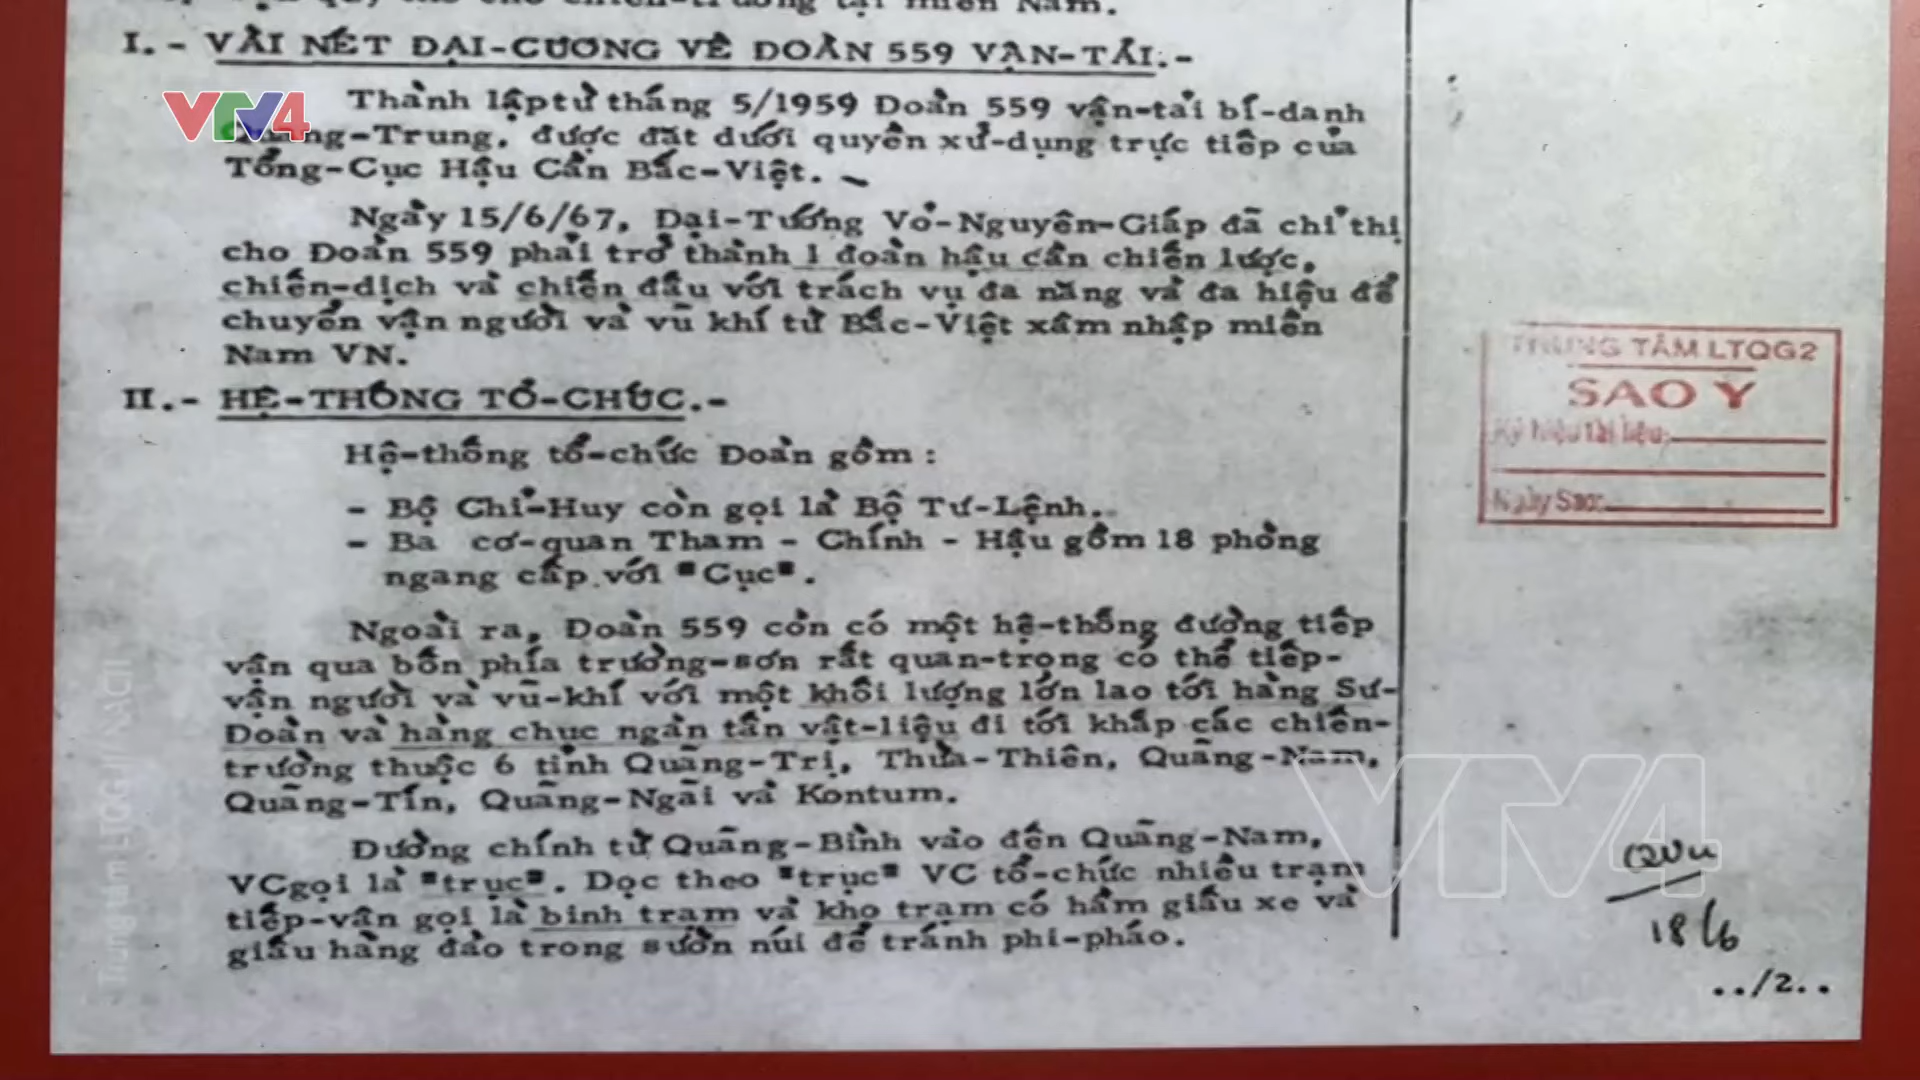 I.- VÀI NÉT ĐẠI-CƯƠNG VỀ ĐOÀN 559 VẬN-TẢI.-
VTV4
Thành lập từ tháng 5/1959 Đoàn 559 vận-tải bí-danh
-Trung, được đặt dưới quyền xử-dụng trực tiếp của
Tổng-Cục Hậu Cần Bắc-Việt.
Ngày 15/6/67, Đại-Tướng Võ-Nguyên-Giáp đã chỉ thị
cho Đoàn 559 phải trở thành 1 đoàn hậu cần chiến lược,
chiến-dịch và chiến đấu với trách vụ đa năng và đa hiệu để
chuyển vận người và vũ khí từ Bắc-Việt xâm nhập miền
Nam VN.
II.- HỆ-THỐNG TỔ-CHỨC.-
Hệ-thống tổ-chức Đoàn gồm :
- Bộ Chỉ-Huy còn gọi là Bộ Tư-Lệnh.
- Ba cơ-quan Tham - Chính - Hậu gồm 18 phòng
ngang cấp với "Cục".
Ngoài ra, Đoàn 559 còn có một hệ-thống đường tiếp
vận qua bốn phía trường-sơn rất quan-trọng có thể tiếp-
vận người và vũ-khí với một khối lượng lớn lao tới hàng Sư-
Đoàn và hàng chục ngàn tấn vật-liệu đi tới khắp các chiến-
trường thuộc 6 tỉnh Quãng-Trị, Thừa-Thiên, Quãng-Nam,
Quãng-Tín, Quãng-Ngãi và Kontum.
Đường chính từ Quãng-Bình vào đến Quãng-Nam,
VC gọi là "trục". Dọc theo "trục" VC tổ-chức nhiều trạm
tiếp-vận gọi là binh trạm và kho trạm có hầm giấu xe và
giấu hàng đào trong sườn núi để tránh phi-pháo.
TRUNG TÂM LTQG2
SAO Y
Ký hiệu tài liệu:
Ngày Sao:
VTV4
18/6
../2..
Trung tâm LTQG II/ NACII